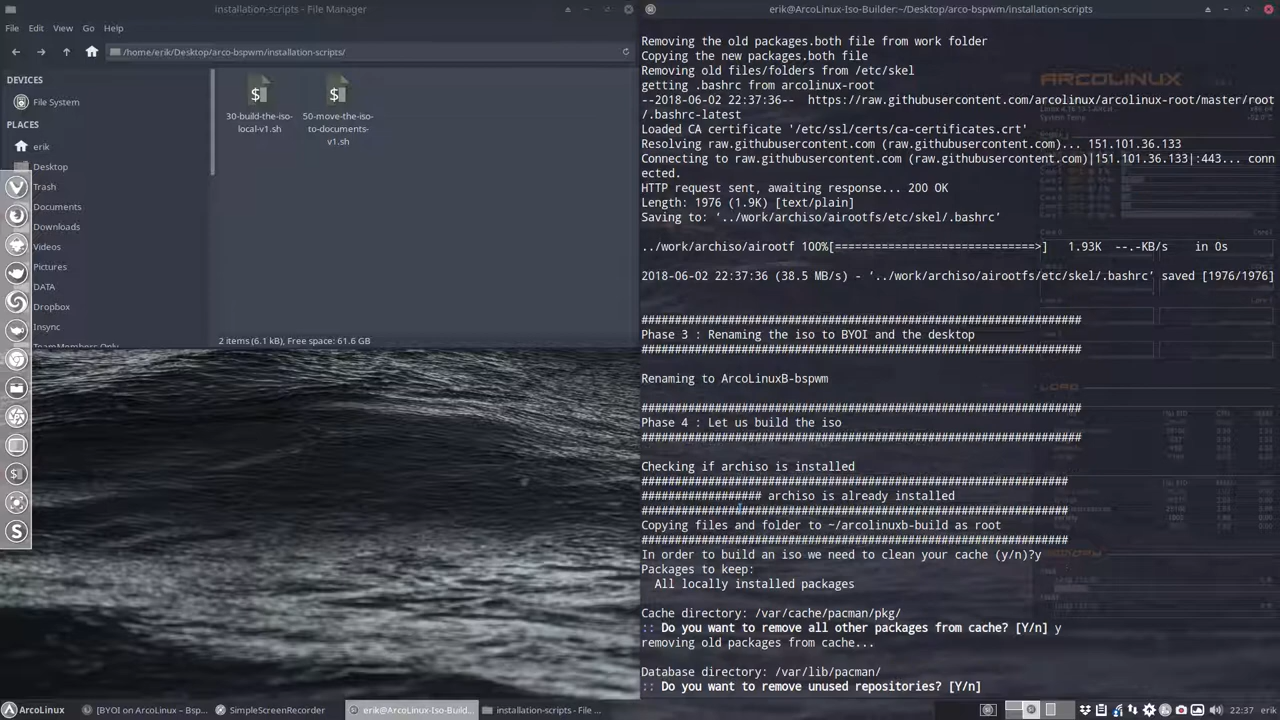 installation-scripts - File Manager
File Edit View Go Help
/home/erik/Desktop/arco-bspwm/installation-scripts/
DEVICES
File System
PLACES
erik
Desktop
Trash
Documents
Downloads
Videos
Pictures
DATA
Dropbox
Insync
TeamMembers Only
30-build-the-iso-
local-v1.sh
50-move-the-iso-
to-documents-
v1.sh
2 items (6.1 kB), Free space: 61.6 GB
erik@ArcoLinux-Iso-Builder:~/Desktop/arco-bspwm/installation-scripts
Removing the old packages.both file from work folder
Copying the new packages.both file
Removing old files/folders from /etc/skel
getting .bashrc from arcolinux-root
--2018-06-02 22:37:36--  https://raw.githubusercontent.com/arcolinux/arcolinux-root/master/root
/.bashrc-latest
Loaded CA certificate '/etc/ssl/certs/ca-certificates.crt'
Resolving raw.githubusercontent.com (raw.githubusercontent.com)... 151.101.36.133
Connecting to raw.githubusercontent.com (raw.githubusercontent.com)|151.101.36.133|:443... conn
ected.
HTTP request sent, awaiting response... 200 OK
Length: 1976 (1.9K) [text/plain]
Saving to: ‘../work/archiso/airootfs/etc/skel/.bashrc’
../work/archiso/airootf 100%[==============================>]   1.93K  --.-KB/s    in 0s
2018-06-02 22:37:36 (38.5 MB/s) - ‘../work/archiso/airootfs/etc/skel/.bashrc’ saved [1976/1976]
##################################################################
Phase 3 : Renaming the iso to BYOI and the desktop
##################################################################
Renaming to ArcoLinuxB-bspwm
##################################################################
Phase 4 : Let us build the iso
##################################################################
Checking if archiso is installed
################################################################
################## archiso is already installed
################################################################
Copying files and folder to ~/arcolinuxb-build as root
################################################################
In order to build an iso we need to clean your cache (y/n)?y
Packages to keep:
All locally installed packages
Cache directory: /var/cache/pacman/pkg/
:: Do you want to remove all other packages from cache? [Y/n] y
removing old packages from cache...
Database directory: /var/lib/pacman/
:: Do you want to remove unused repositories? [Y/n]
ARCOLINUX
ArcoLinux
[BYOI on ArcoLinux – Bsp...
SimpleScreenRecorder
erik@ArcoLinux-Iso-Build...
installation-scripts - File ...
22:37 erik